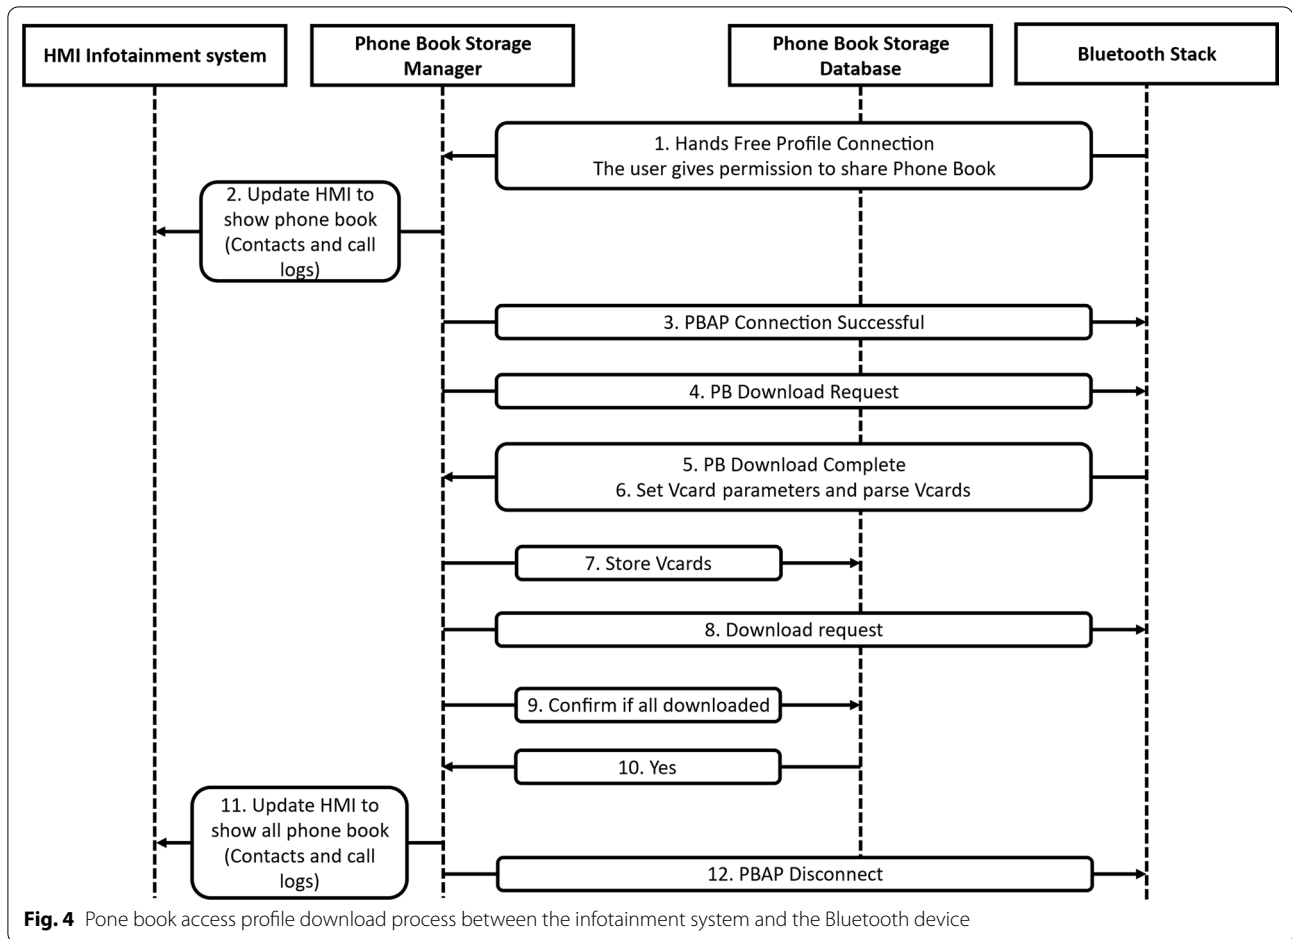 HMI Infotainment system
Phone Book Storage
Manager
Phone Book Storage
Database
Bluetooth Stack
1. Hands Free Profile Connection
The user gives permission to share Phone Book
2. Update HMI to
show phone book
(Contacts and call
logs)
3. PBAP Connection Successful
4. PB Download Request
5. PB Download Complete
6. Set Vcard parameters and parse Vcards
7. Store Vcards
8. Download request
9. Confirm if all downloaded
10. Yes
11. Update HMI to
show all phone book
(Contacts and call
logs)
12. PBAP Disconnect
Fig. 4 Pone book access profile download process between the infotainment system and the Bluetooth device